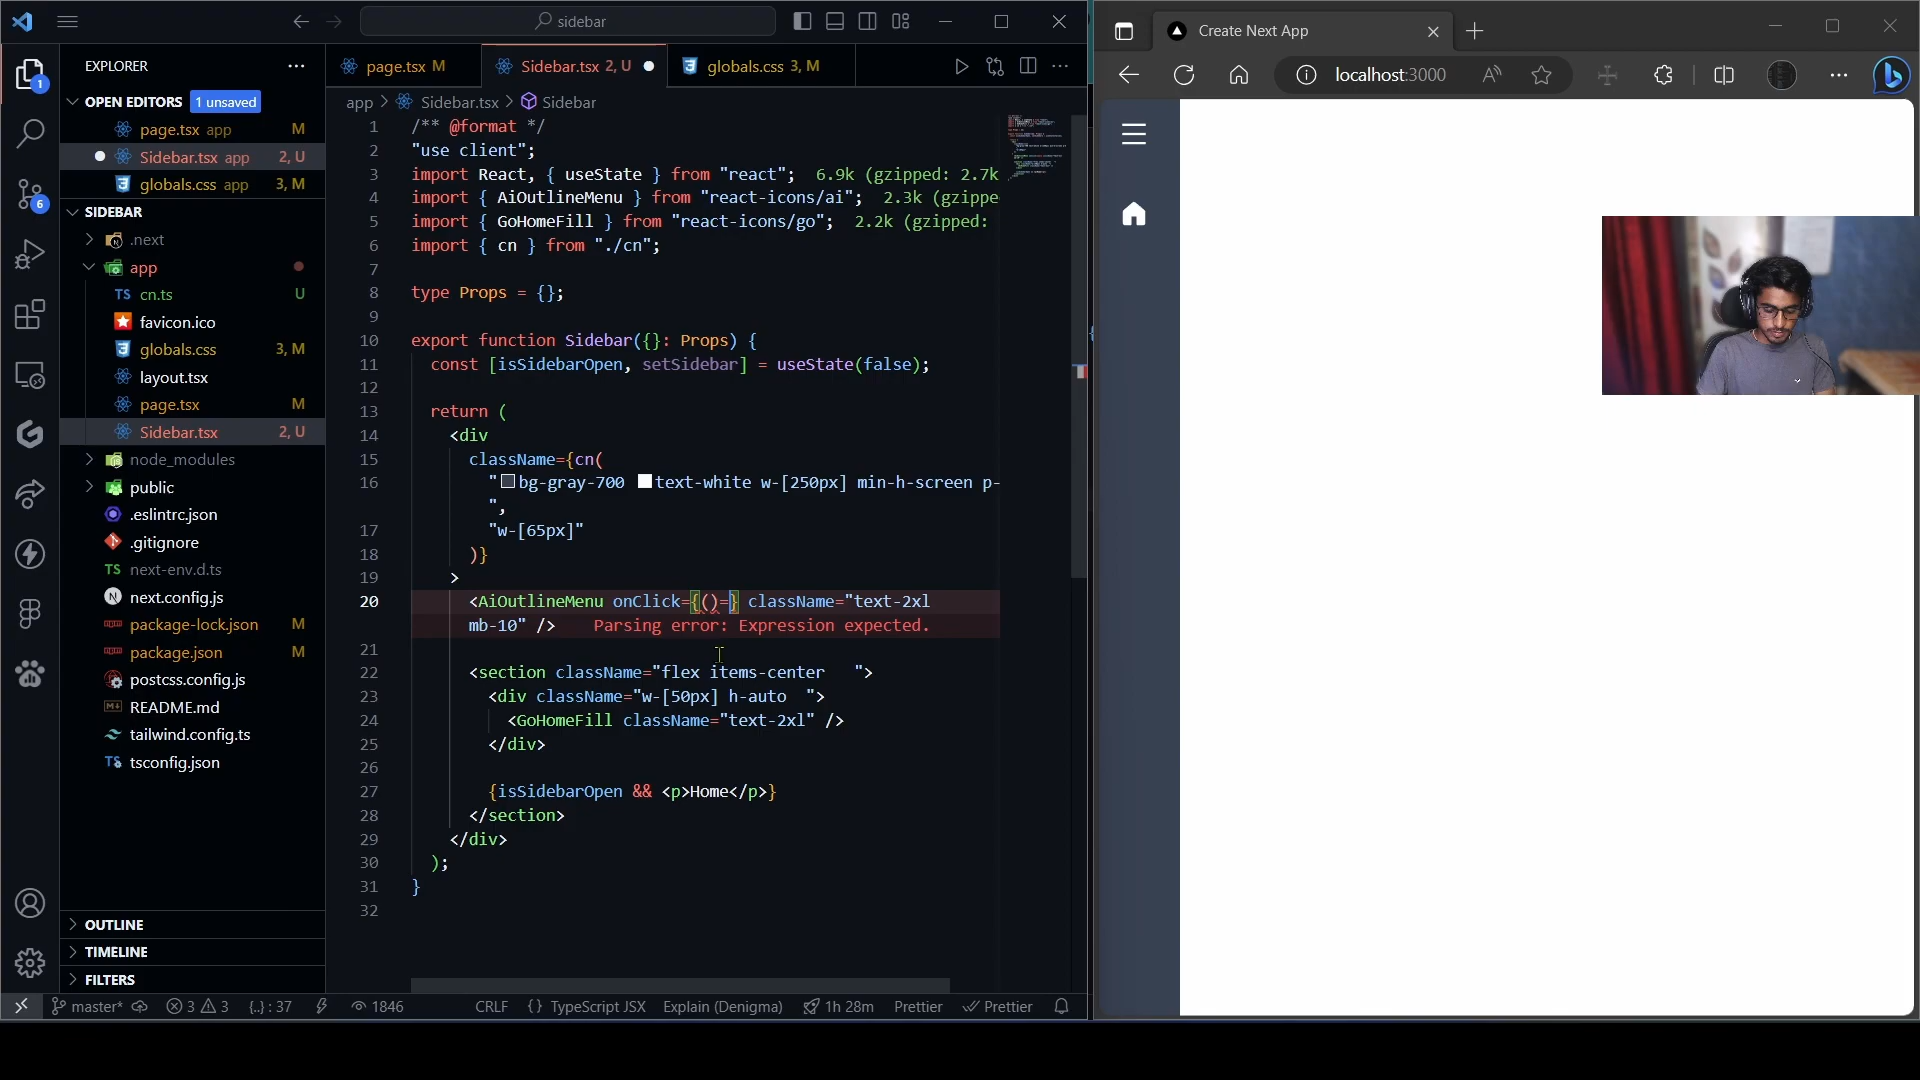 sidebar
EXPLORER
OPEN EDITORS 1 unsaved
page.tsx app M
Sidebar.tsx app 2, U
globals.css app 3, M
SIDEBAR
.next
app
TS cn.ts U
favicon.ico
globals.css 3, M
layout.tsx
page.tsx M
Sidebar.tsx 2, U
node_modules
public
.eslintrc.json
.gitignore
TS next-env.d.ts
next.config.js
package-lock.json M
package.json M
postcss.config.js
README.md
tailwind.config.ts
tsconfig.json
OUTLINE
TIMELINE
FILTERS
1
6
page.tsx M
Sidebar.tsx 2, U
globals.css 3, M
app > Sidebar.tsx > Sidebar
1 /** @format */
2 "use client";
3 import React, { useState } from "react"; 6.9k (gzipped: 2.7k
4 import { AiOutlineMenu } from "react-icons/ai"; 2.3k (gzippe
5 import { GoHomeFill } from "react-icons/go"; 2.2k (gzipped:
6 import { cn } from "./cn";
7
8 type Props = {};
9
10 export function Sidebar({}: Props) {
11 const [isSidebarOpen, setSidebar] = useState(false);
12
13 return (
14 <div
15 className={cn(
16 "bg-gray-700 text-white w-[250px] min-h-screen p-
",
17 "w-[65px]"
18 )}
19 >
20 <AiOutlineMenu onClick={()=} className="text-2xl
mb-10" /> Parsing error: Expression expected.
21
22 <section className="flex items-center ">
23 <div className="w-[50px] h-auto ">
24 <GoHomeFill className="text-2xl" />
25 </div>
26
27 {isSidebarOpen && <p>Home</p>}
28 </section>
29 </div>
30 );
31 }
32
master* 3 3 {..} : 37 1846 CRLF {} TypeScript JSX Explain (Denigma) 1h 28m Prettier Prettier
Create Next App
localhost:3000